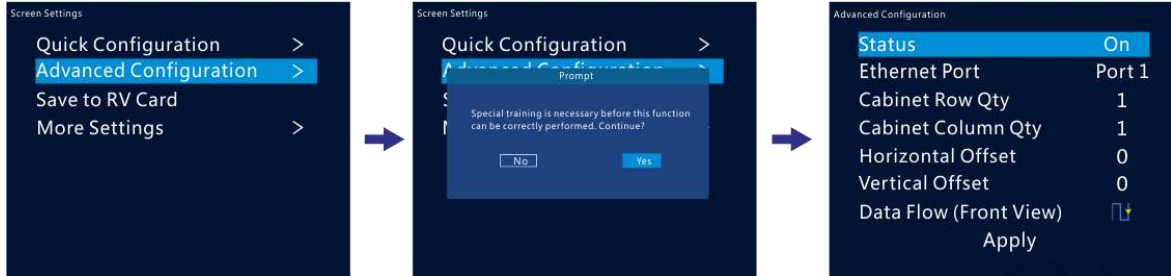 Screen Settings
Quick Configuration >
Advanced Configuration >
Save to RV Card
More Settings >
Screen Settings
Quick Configuration >
Advanced Configuration >
Prompt
Special training is necessary before this function
can be correctly performed. Continue?
No Yes
Advanced Configuration
Status On
Ethernet Port Port 1
Cabinet Row Qty 1
Cabinet Column Qty 1
Horizontal Offset 0
Vertical Offset 0
Data Flow (Front View)
Apply